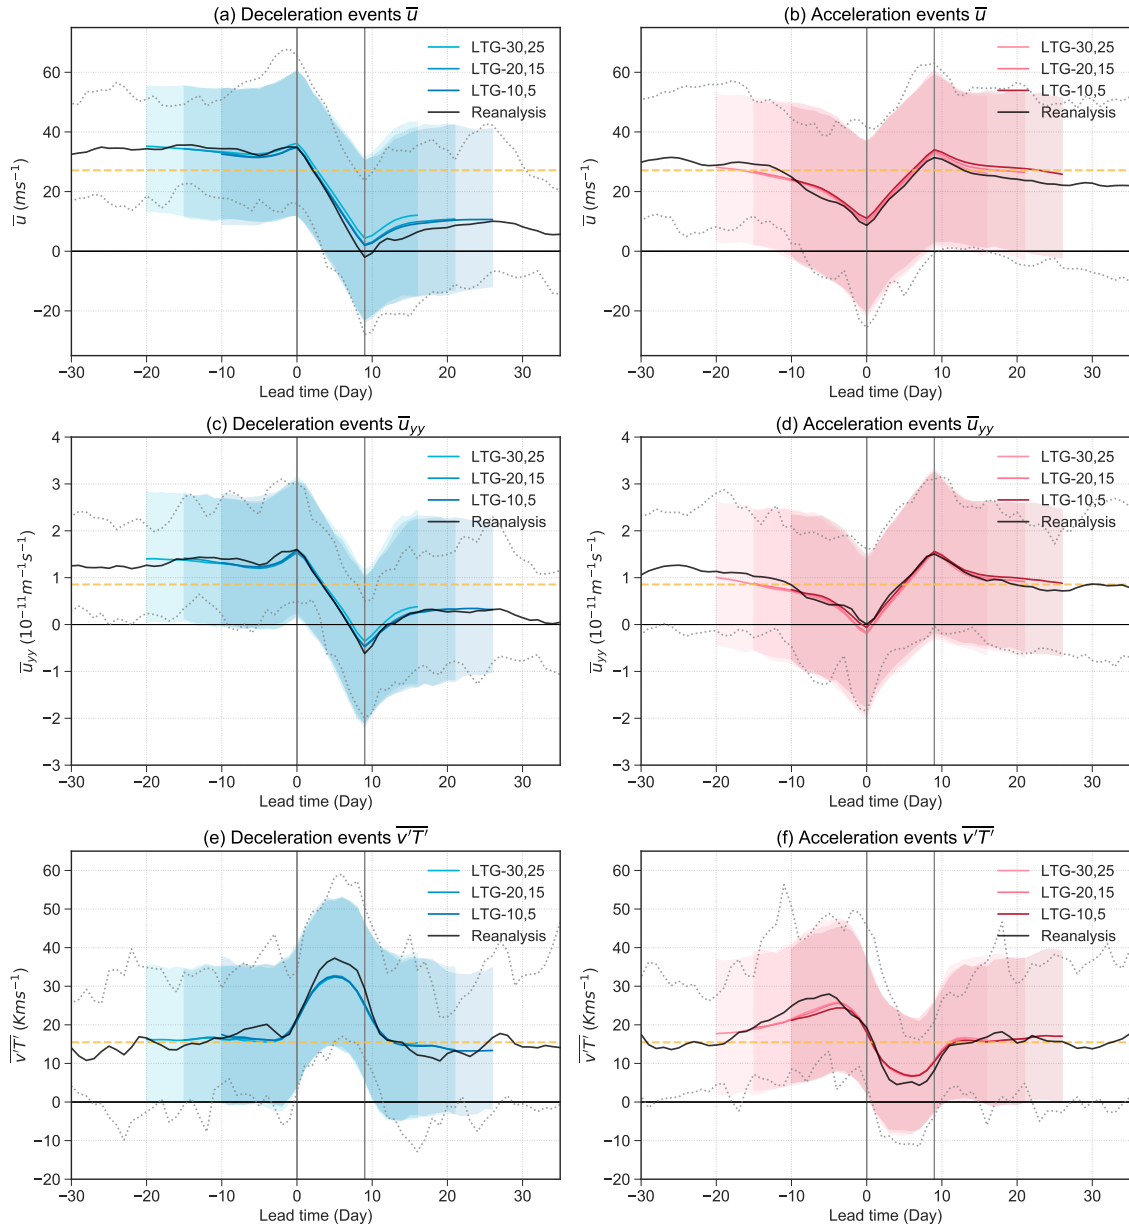 (a) Deceleration events u̅
LTG-30,25
LTG-20,15
LTG-10,5
Reanalysis
u̅ (ms⁻¹)
60
40
20
0
−20
−30 −20 −10 0 10 20 30
Lead time (Day)
(b) Acceleration events u̅
LTG-30,25
LTG-20,15
LTG-10,5
Reanalysis
u̅ (ms⁻¹)
60
40
20
0
−20
−30 −20 −10 0 10 20 30
Lead time (Day)
(c) Deceleration events u̅yy
LTG-30,25
LTG-20,15
LTG-10,5
Reanalysis
u̅yy (10⁻¹¹m⁻¹s⁻¹)
4
3
2
1
0
−1
−2
−3
−30 −20 −10 0 10 20 30
Lead time (Day)
(d) Acceleration events u̅yy
LTG-30,25
LTG-20,15
LTG-10,5
Reanalysis
u̅yy (10⁻¹¹m⁻¹s⁻¹)
4
3
2
1
0
−1
−2
−3
−30 −20 −10 0 10 20 30
Lead time (Day)
(e) Deceleration events v̅'̅T̅'̅
LTG-30,25
LTG-20,15
LTG-10,5
Reanalysis
v̅'̅T̅'̅ (Kms⁻¹)
60
50
40
30
20
10
0
−10
−20
−30 −20 −10 0 10 20 30
Lead time (Day)
(f) Acceleration events v̅'̅T̅'̅
LTG-30,25
LTG-20,15
LTG-10,5
Reanalysis
v̅'̅T̅'̅ (Kms⁻¹)
60
50
40
30
20
10
0
−10
−20
−30 −20 −10 0 10 20 30
Lead time (Day)